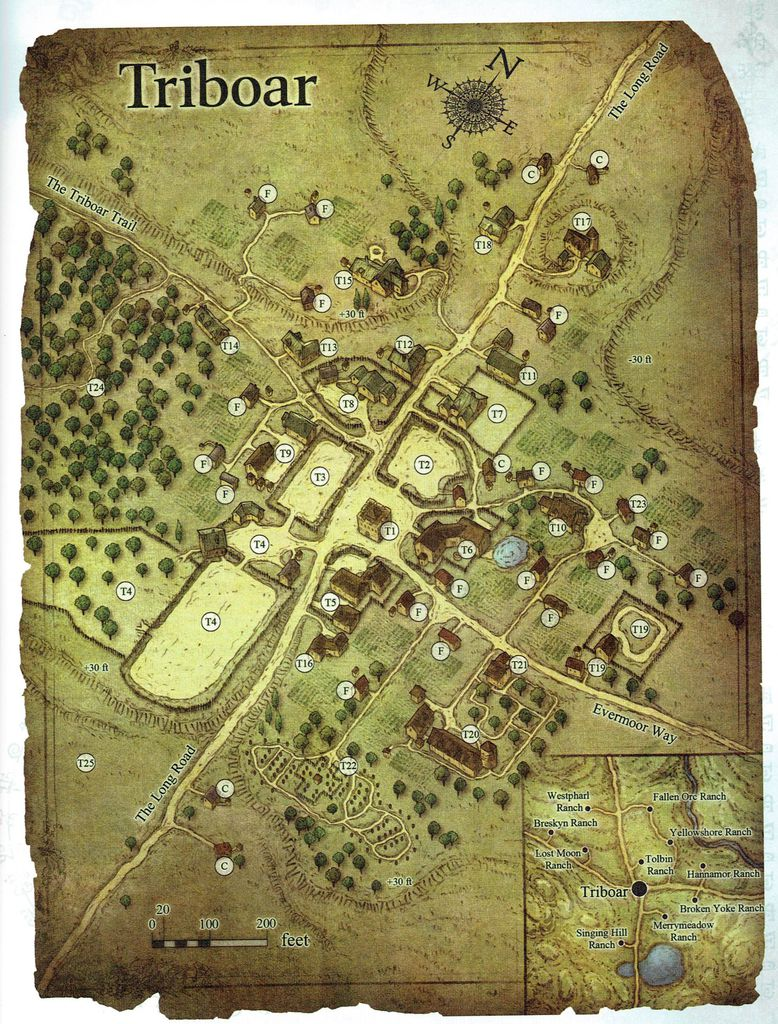 Triboar
N
W
E
S
The Long Road
C
C
The Triboar Trail
F
F
T17
T18
T15
F
+30 ft
F
T14
T13
T12
-30 ft
T11
T24
F
T8
T7
T9
F
T3
T2
C
F
F
F
T23
T10
T1
F
T4
T6
F
F
F
F
T4
T5
F
F
T4
T19
F
T16
T21
T19
+30 ft
F
Evermoor Way
T20
T25
The Long Road
T22
C
C
+30 ft
0 20 100 200
feet
Westpharl
Ranch
Fallen Orc Ranch
Breskyn Ranch
Yellowshore Ranch
Lost Moon
Ranch
Tolbin
Ranch
Hannamor Ranch
Triboar
Broken Yoke Ranch
Merrymeadow
Ranch
Singing Hill
Ranch